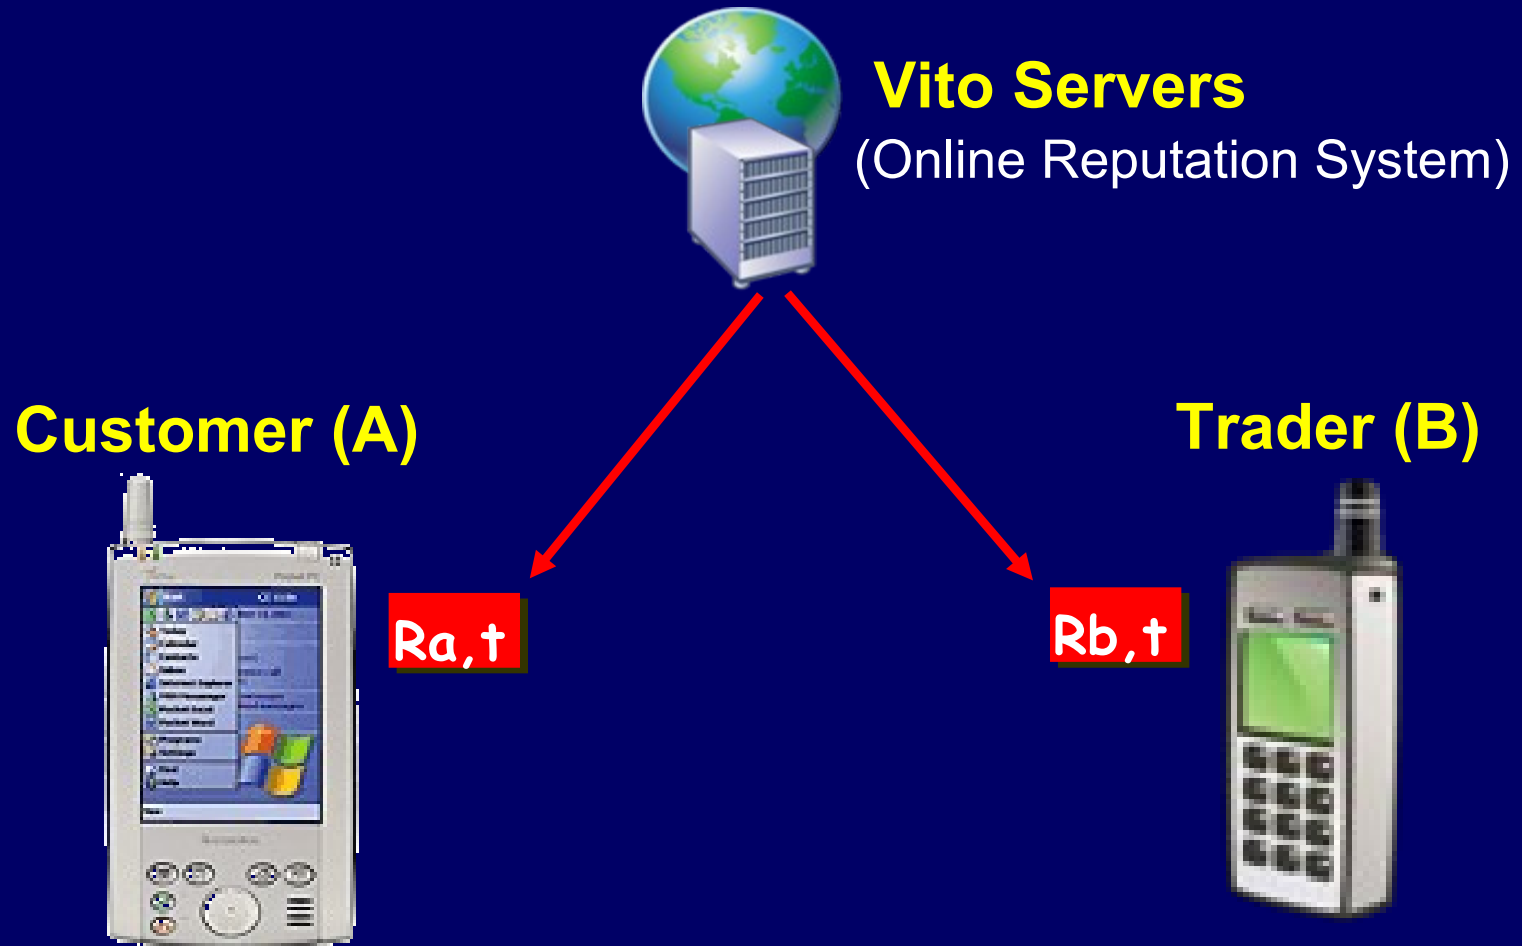 Vito Servers
(Online Reputation System)
Customer (A)
Trader (B)
Ra,t
Rb,t